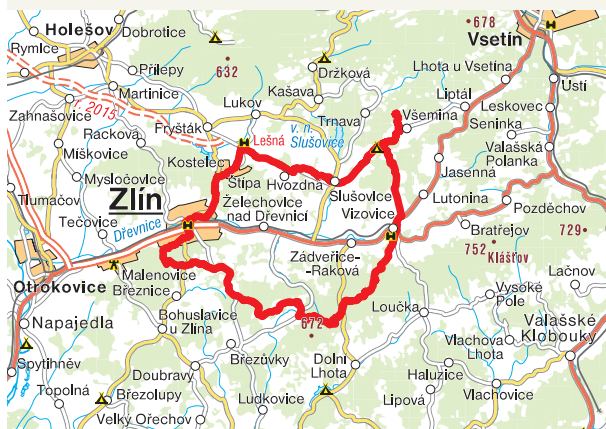 Holešov
Dobrotice
Rymlce
Přílepy
632
Držková
678
Vsetín
Lhota u Vsetína
Ústí
Martinice
Kašava
Zahnašovice
r. 2015
Lukov
Trnava
Liptál
Leskovec
Fryšták
v. n.
Slušovice
Všemina
Seninka
Racková
Lešná
Valašská
Polanka
Míškovice
Kostelec
Mysločovice
Štípa
Hvozdná
Jasenná
Zlín
Želechovice
nad Dřevnicí
Slušovice
Vizovice
Lutonina
Pozděchov
Tlumačov
Tečovice
Dřevnice
Bratřejov
729
752
Klášťov
Zádveřice-
Raková
Malenovice
Otrokovice
Březnice
Lačnov
Vysoké
Pole
Loučka
Bohuslavice
u Zlína
Napajedla
672
Vlachova
Lhota
Valašské
Klobouky
Březůvky
Dolní
Lhota
Spytihněv
Doubravy
Haluzice
Topolná
Březolupy
Ludkovice
Lipová
Vlachovice
Velký Ořechov